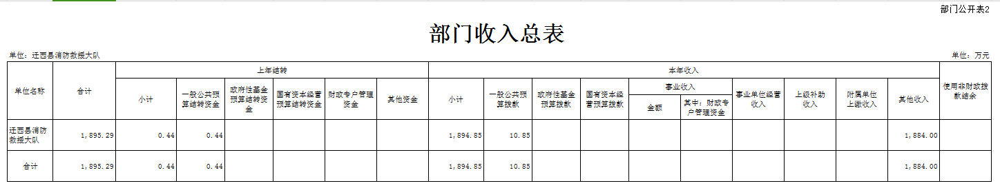 部门公开表2
部门收入总表
单位：迁西县消防救援大队 单位：万元
单位名称 合计 上年结转 本年收入 使用非财政拨款结余
小计 一般公共预算结转资金 政府性基金预算结转资金 国有资本经营预算结转资金 财政专户管理资金 其他资金 小计 一般公共预算拨款 政府性基金预算拨款 国有资本经营预算拨款 事业收入 事业单位经营收入 上级补助收入 附属单位上缴收入 其他收入
金额 其中：财政专户管理资金
迁西县消防救援大队 1,895.29 0.44 0.44 1,894.85 10.85 1,884.00
合计 1,895.29 0.44 0.44 1,894.85 10.85 1,884.00